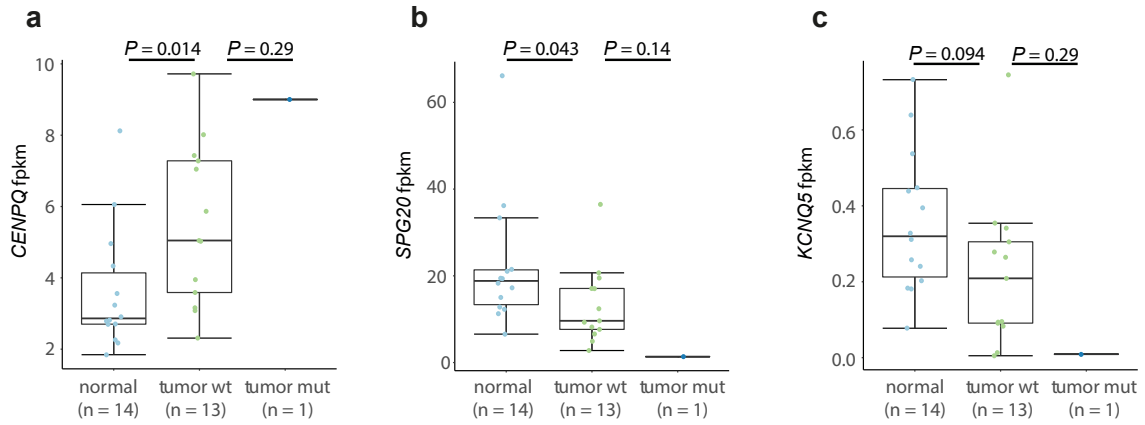 a
P = 0.014 P = 0.29
CENPQ fpkm
10
8
6
4
2
normal tumor wt tumor mut
(n = 14) (n = 13) (n = 1)
b
P = 0.043 P = 0.14
SPG20 fpkm
60
40
20
0
normal tumor wt tumor mut
(n = 14) (n = 13) (n = 1)
c
P = 0.094 P = 0.29
KCNQ5 fpkm
0.6
0.4
0.2
0.0
normal tumor wt tumor mut
(n = 14) (n = 13) (n = 1)